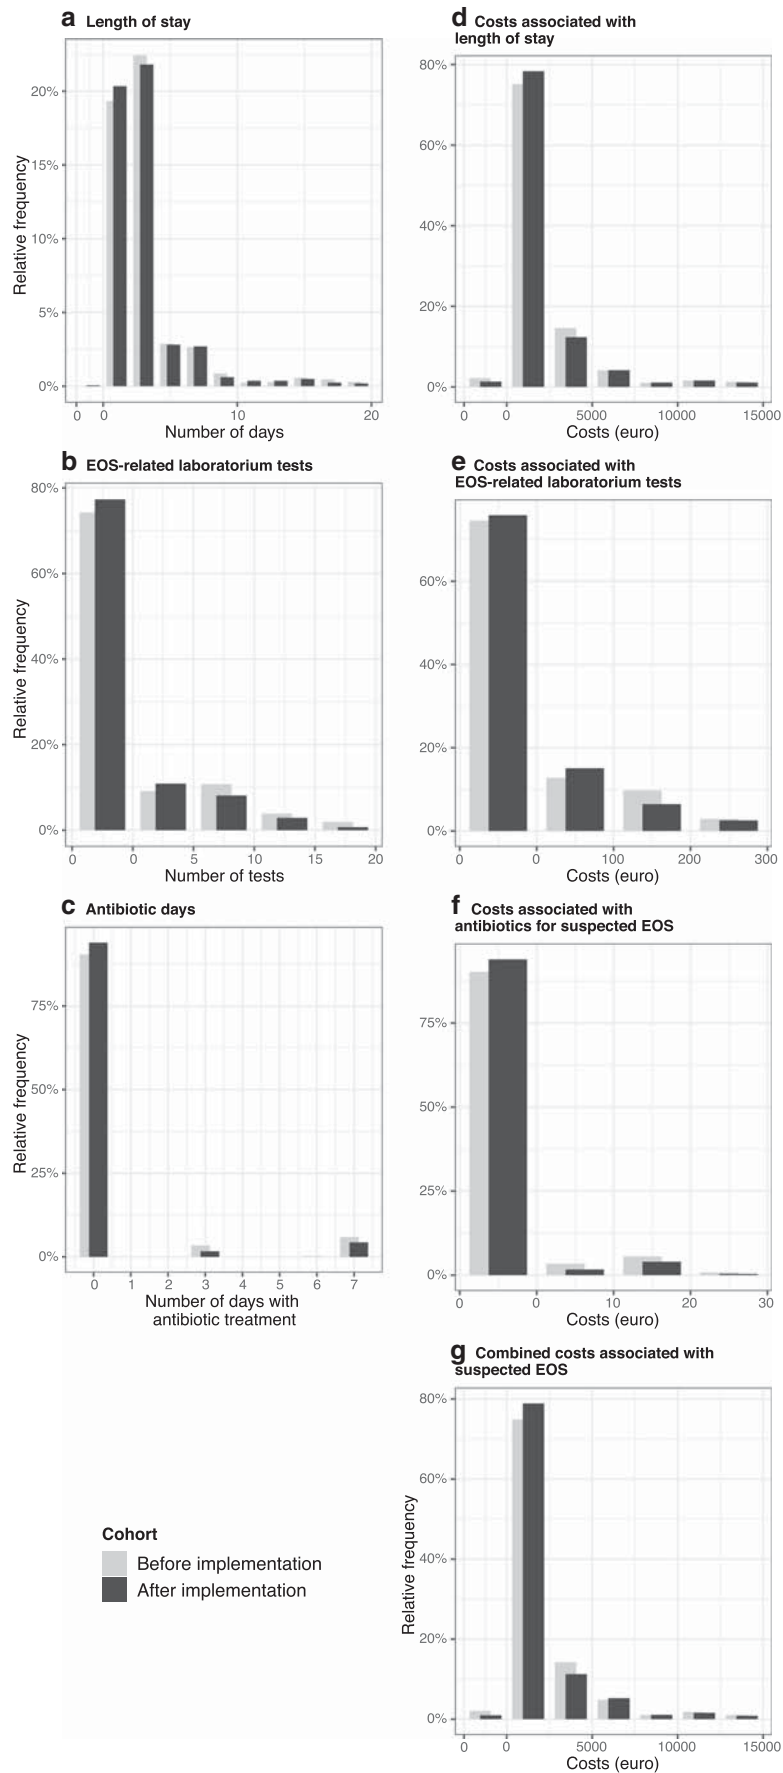 a Length of stay
Relative frequency
20%
15%
10%
5%
0%
0 0 10 20
Number of days
b EOS-related laboratorium tests
Relative frequency
80%
60%
40%
20%
0%
0 0 5 10 15 20
Number of tests
c Antibiotic days
Relative frequency
75%
50%
25%
0%
0 1 2 3 4 5 6 7
Number of days with
antibiotic treatment
Cohort
Before implementation
After implementation
d Costs associated with
length of stay
80%
60%
40%
20%
0%
0 0 5000 10000 15000
Costs (euro)
e Costs associated with
EOS-related laboratorium tests
60%
40%
20%
0%
0 0 100 200 300
Costs (euro)
f Costs associated with
antibiotics for suspected EOS
75%
50%
25%
0%
0 0 10 20 30
Costs (euro)
g Combined costs associated with
suspected EOS
Relative frequency
80%
60%
40%
20%
0%
0 0 5000 10000 15000
Costs (euro)